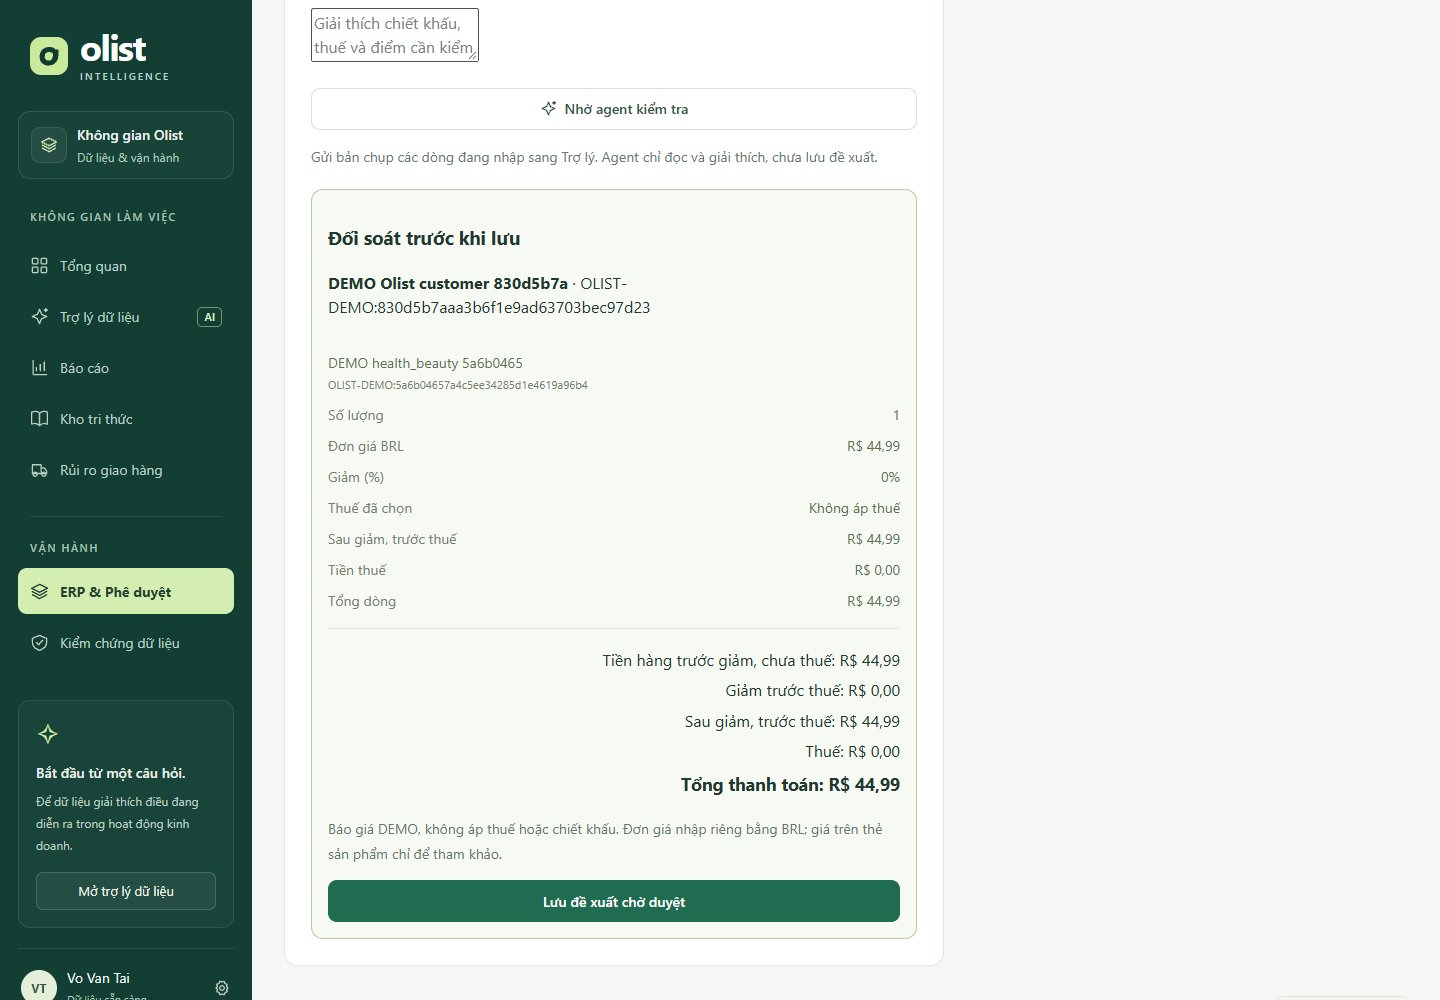 olist
INTELLIGENCE
Không gian Olist
Dữ liệu & vận hành
KHÔNG GIAN LÀM VIỆC
Tổng quan
Trợ lý dữ liệu
AI
Báo cáo
Kho tri thức
Rủi ro giao hàng
VẬN HÀNH
ERP & Phê duyệt
Kiểm chứng dữ liệu
Bắt đầu từ một câu hỏi.
Để dữ liệu giải thích điều đang
diễn ra trong hoạt động kinh
doanh.
Mở trợ lý dữ liệu
VT
Vo Van Tai
Dữ liệu sẵn sàng
Giải thích chiết khấu,
thuế và điểm cần kiểm
Nhờ agent kiểm tra
Gửi bản chụp các dòng đang nhập sang Trợ lý. Agent chỉ đọc và giải thích, chưa lưu đề xuất.
Đối soát trước khi lưu
DEMO Olist customer 830d5b7a · OLIST-
DEMO:830d5b7aaa3b6f1e9ad63703bec97d23
DEMO health_beauty 5a6b0465
OLIST-DEMO:5a6b04657a4c5ee34285d1e4619a96b4
Số lượng 1
Đơn giá BRL R$ 44,99
Giảm (%) 0%
Thuế đã chọn Không áp thuế
Sau giảm, trước thuế R$ 44,99
Tiền thuế R$ 0,00
Tổng dòng R$ 44,99
Tiền hàng trước giảm, chưa thuế: R$ 44,99
Giảm trước thuế: R$ 0,00
Sau giảm, trước thuế: R$ 44,99
Thuế: R$ 0,00
Tổng thanh toán: R$ 44,99
Báo giá DEMO, không áp thuế hoặc chiết khấu. Đơn giá nhập riêng bằng BRL; giá trên thẻ
sản phẩm chỉ để tham khảo.
Lưu đề xuất chờ duyệt